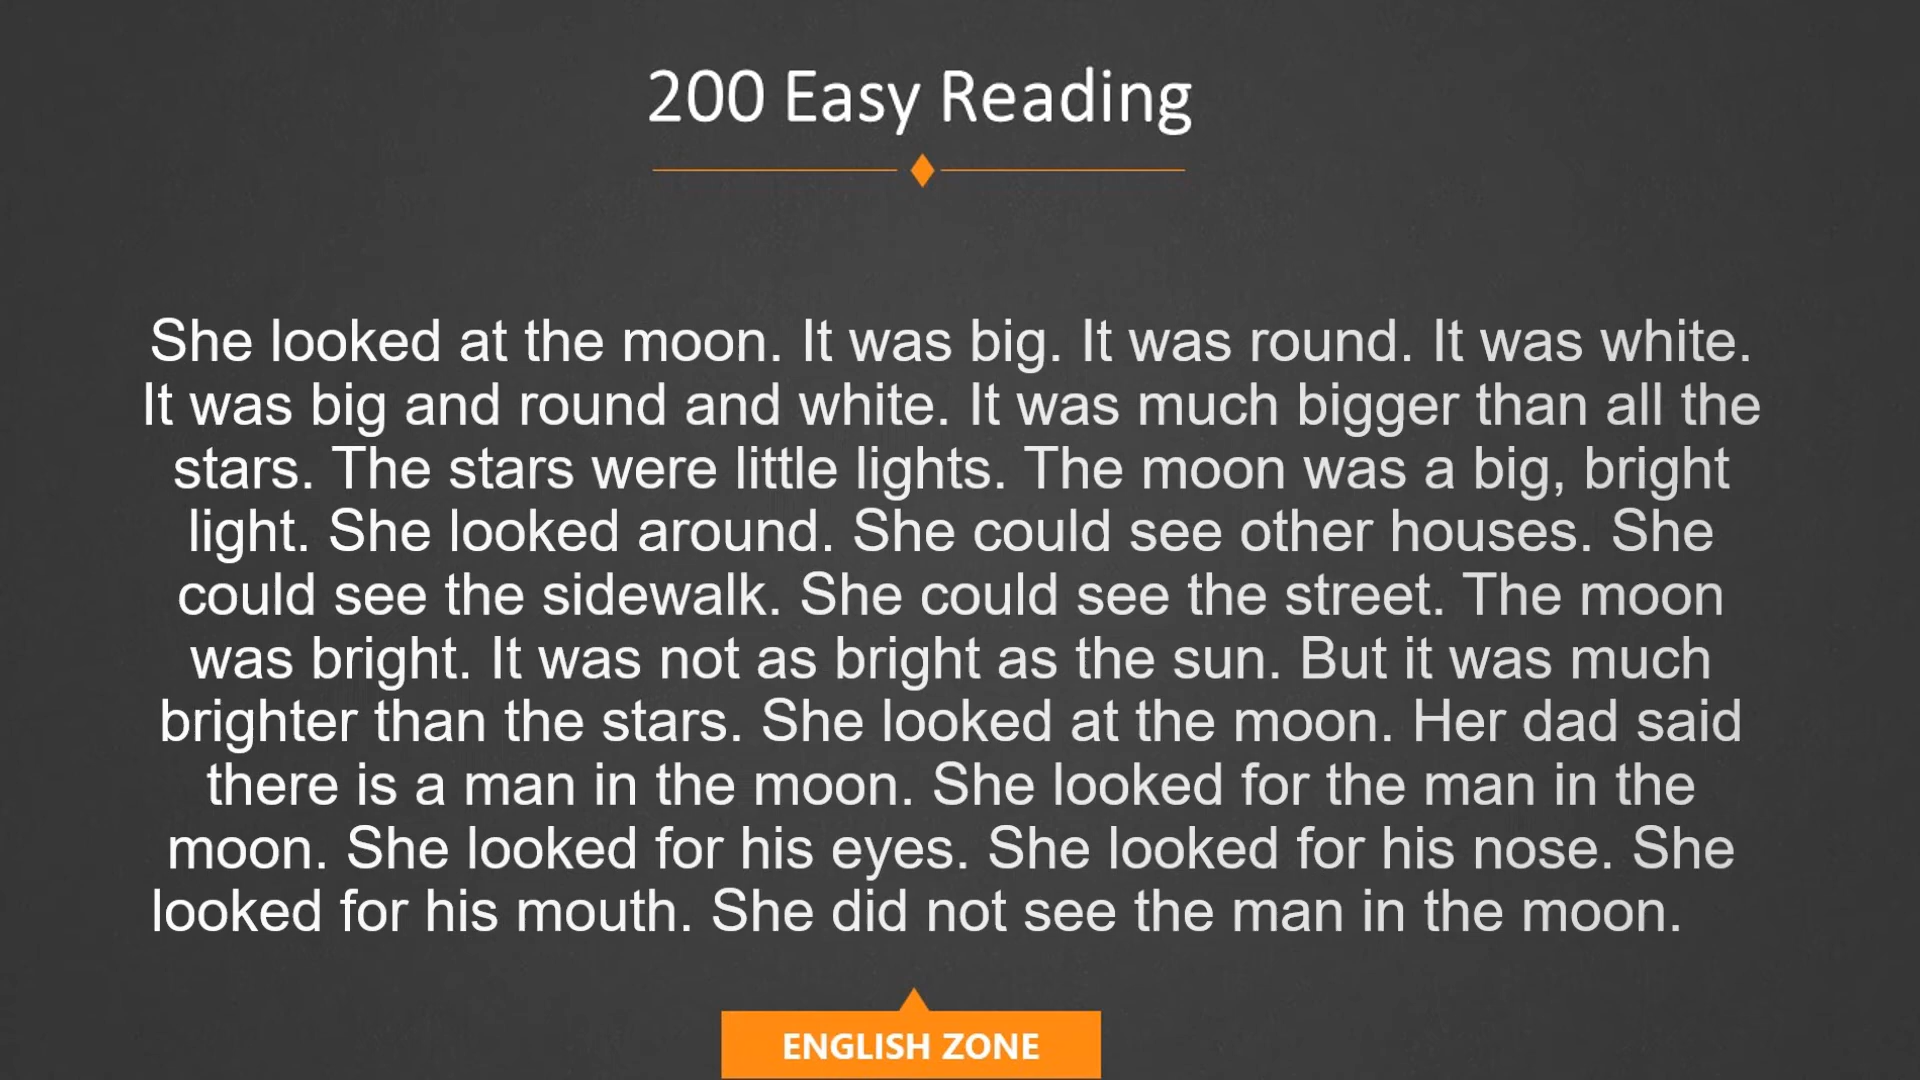 200 Easy Reading
She looked at the moon. It was big. It was round. It was white.
It was big and round and white. It was much bigger than all the
stars. The stars were little lights. The moon was a big, bright
light. She looked around. She could see other houses. She
could see the sidewalk. She could see the street. The moon
was bright. It was not as bright as the sun. But it was much
brighter than the stars. She looked at the moon. Her dad said
there is a man in the moon. She looked for the man in the
moon. She looked for his eyes. She looked for his nose. She
looked for his mouth. She did not see the man in the moon.
ENGLISH ZONE